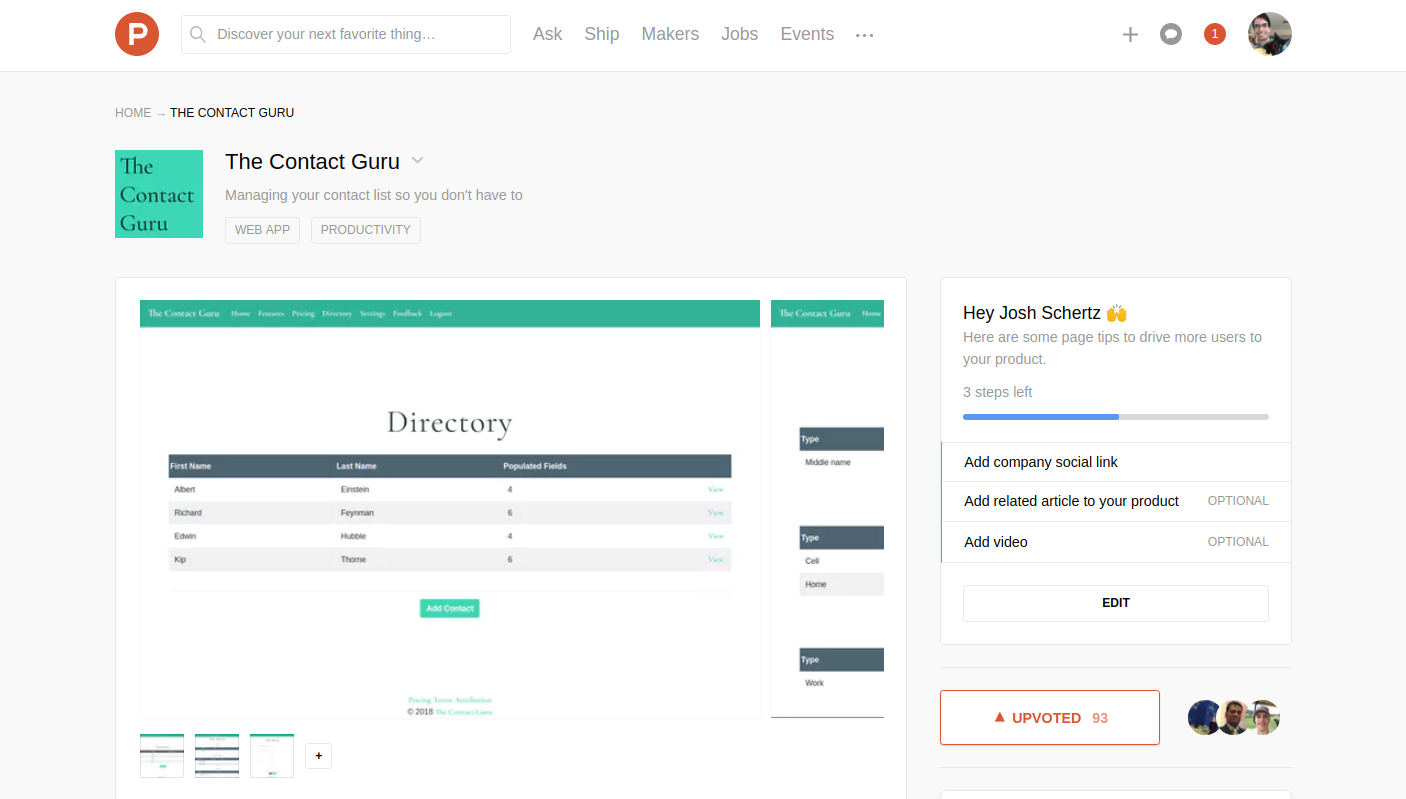 P
Discover your next favorite thing…
Ask Ship Makers Jobs Events
1
HOME → THE CONTACT GURU
The
Contact
Guru
The Contact Guru
Managing your contact list so you don't have to
WEB APP PRODUCTIVITY
The Contact Guru Home Features Pricing Directory Settings Feedback Logout
Directory
First Name Last Name Populated Fields
Albert Einstein 4 View
Richard Feynman 6 View
Edwin Hubble 4 View
Kip Thorne 6 View
Add Contact
Pricing Terms Attribution
© 2018 The Contact Guru
The Contact Guru Home
Type
Middle name
Type
Cell
Home
Type
Work
+
Hey Josh Schertz 🙌
Here are some page tips to drive more users to
your product.
3 steps left
Add company social link
Add related article to your product OPTIONAL
Add video OPTIONAL
EDIT
▲ UPVOTED 93